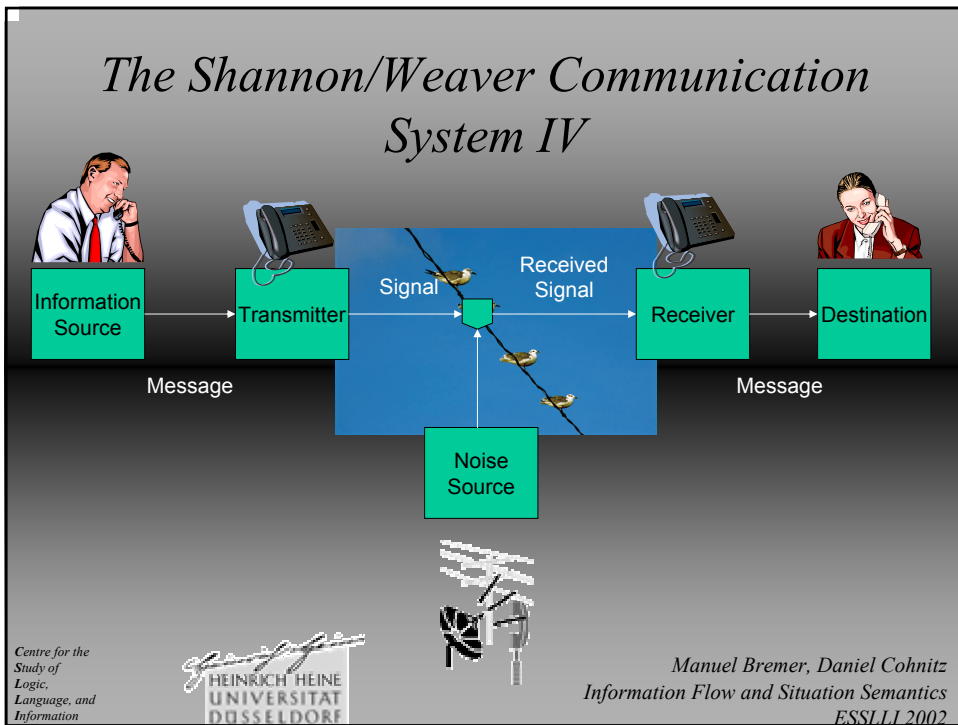 The Shannon/Weaver Communication
System IV
Information
Source
Transmitter
Signal
Received
Signal
Receiver
Destination
Message
Message
Noise
Source
Centre for the
Study of
Logic,
Language, and
Information
HEINRICH HEINE
UNIVERSITÄT
DÜSSELDORF
Manuel Bremer, Daniel Cohnitz
Information Flow and Situation Semantics
ESSLLI 2002